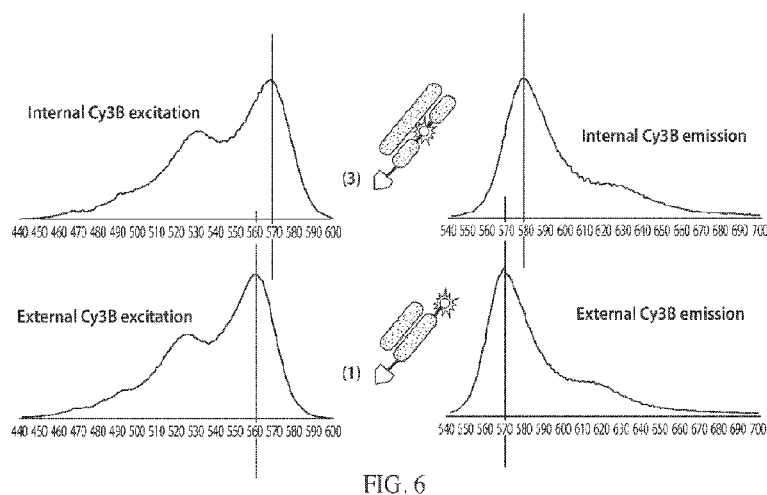 Internal Cy3B excitation
Internal Cy3B emission
(3)
440 450 460 470 480 490 500 510 520 530 540 550 560 570 580 590 600
540 550 560 570 580 590 600 610 620 630 640 650 660 670 680 690 700
External Cy3B excitation
External Cy3B emission
(1)
440 450 460 470 480 490 500 510 520 530 540 550 560 570 580 590 600
540 550 560 570 580 590 600 610 620 630 640 650 660 670 680 690 700
FIG. 6